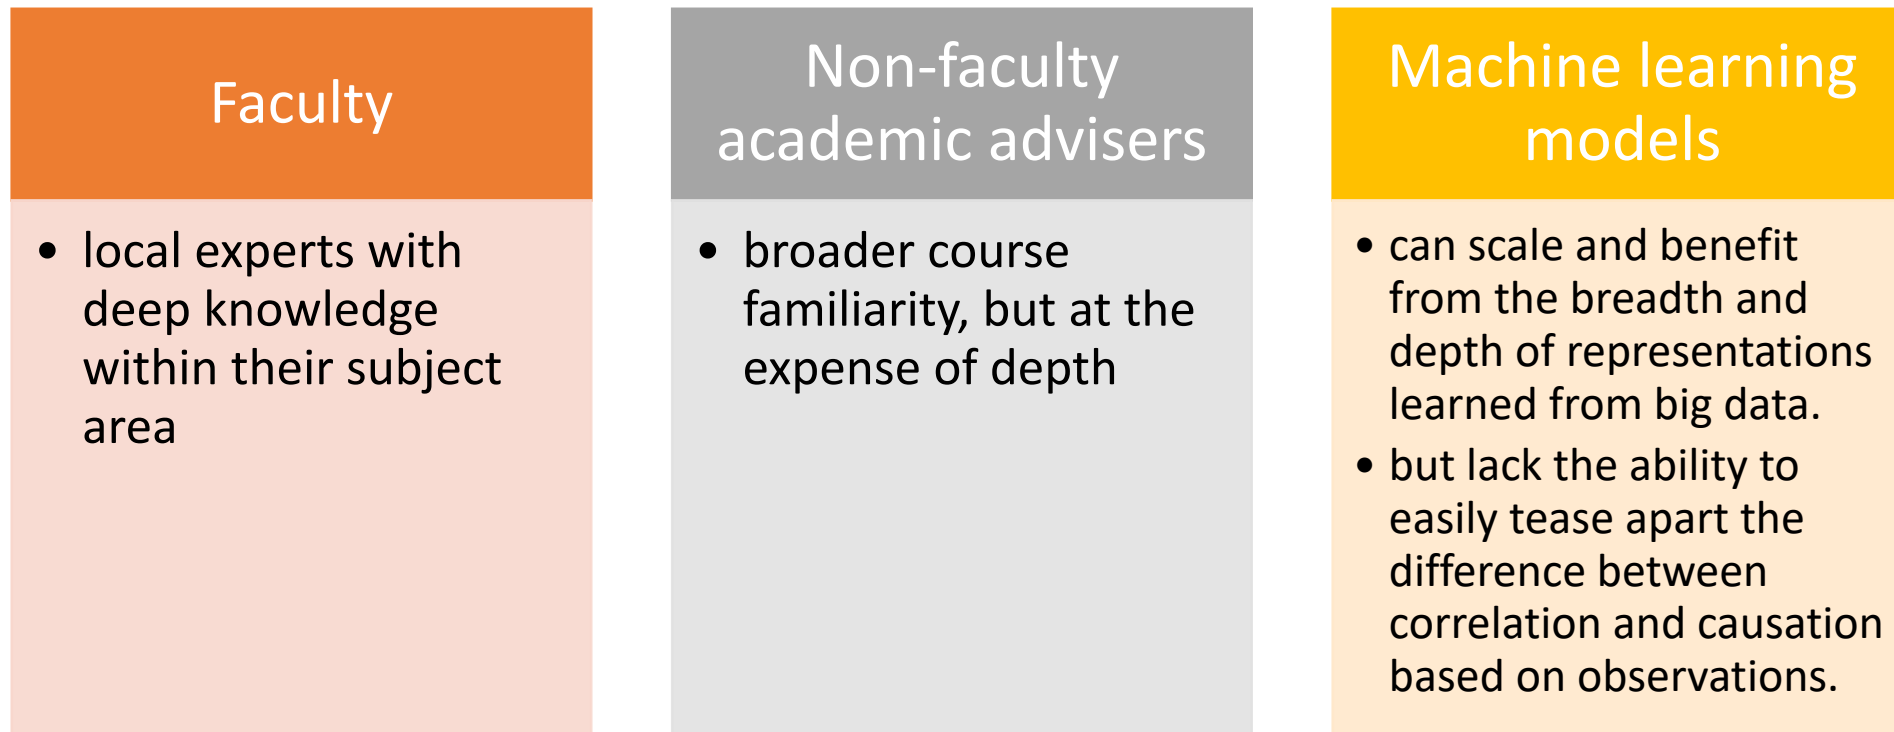 Faculty
• local experts with
deep knowledge
within their subject
area
Non-faculty
academic advisers
• broader course
familiarity, but at the
expense of depth
Machine learning
models
• can scale and benefit
from the breadth and
depth of representations
learned from big data.
• but lack the ability to
easily tease apart the
difference between
correlation and causation
based on observations.